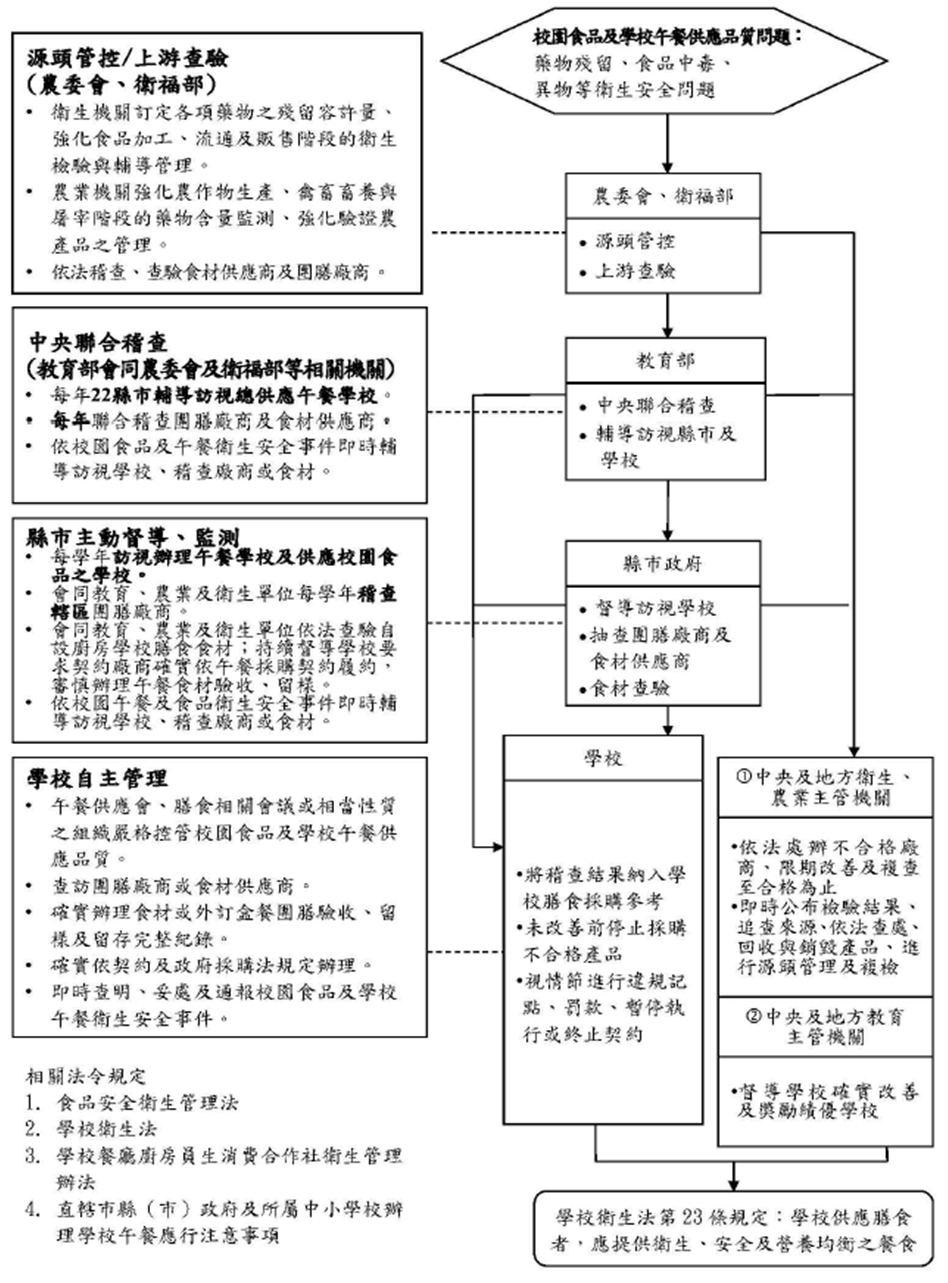 源頭管控/上游查驗
(農委會、衛福部)
• 衛生機關訂定各項藥物之殘留容許量、
強化食品加工、流通及販售階段的衛生
檢驗與輔導管理。
• 農業機關強化農作物生產、禽畜畜養與
屠宰階段的藥物含量監測、強化驗證農
產品之管理。
• 依法稽查、查驗食材供應商及團膳廠商。
中央聯合稽查
(教育部會同農委會及衛福部等相關機關)
• 每年22縣市輔導訪視總供應午餐學校。
• 每年聯合稽查團膳廠商及食材供應商。
• 依校園食品及午餐衛生安全事件即時輔
導訪視學校、稽查廠商或食材。
縣市主動督導、監測
• 每學年訪視辦理午餐學校及供應校園食
品之學校。
• 會同教育、農業及衛生單位每學年稽查
轄區團膳廠商。
• 會同教育、農業及衛生單位依法查驗自
設廚房學校膳食食材；持續督導學校要
求契約廠商確實依午餐採購契約履約，
審慎辦理午餐食材驗收、留樣。
• 依校園午餐及食品衛生安全事件即時輔
導訪視學校、稽查廠商或食材。
學校自主管理
• 午餐供應會、膳食相關會議或相當性質
之組織嚴格控管校園食品及學校午餐供
應品質。
• 查訪團膳廠商或食材供應商。
• 確實辦理食材或外訂盒餐團膳驗收、留
樣及留存完整紀錄。
• 確實依契約及政府採購法規定辦理。
• 即時查明、妥處及通報校園食品及學校
午餐衛生安全事件。
相關法令規定
1. 食品安全衛生管理法
2. 學校衛生法
3. 學校餐廳廚房員生消費合作社衛生管理
辦法
4. 直轄市縣（市）政府及所屬中小學校辦
理學校午餐應行注意事項
校園食品及學校午餐供應品質問題：
藥物殘留、食品中毒、
異物等衛生安全問題
農委會、衛福部
• 源頭管控
• 上游查驗
教育部
• 中央聯合稽查
• 輔導訪視縣市及
學校
縣市政府
• 督導訪視學校
• 抽查團膳廠商及
食材供應商
• 食材查驗
學校
•將稽查結果納入學
校膳食採購參考
•未改善前停止採購
不合格產品
•視情節進行違規記
點、罰款、暫停執
行或終止契約
①中央及地方衛生、
農業主管機關
•依法處辦不合格廠
商、限期改善及複查
至合格為止
•即時公布檢驗結果、
追查來源、依法查處、
回收與銷毀產品、進
行源頭管理及複檢
②中央及地方教育
主管機關
•督導學校確實改善
及獎勵績優學校
學校衛生法第 23 條規定：學校供應膳食
者，應提供衛生、安全及營養均衡之餐食